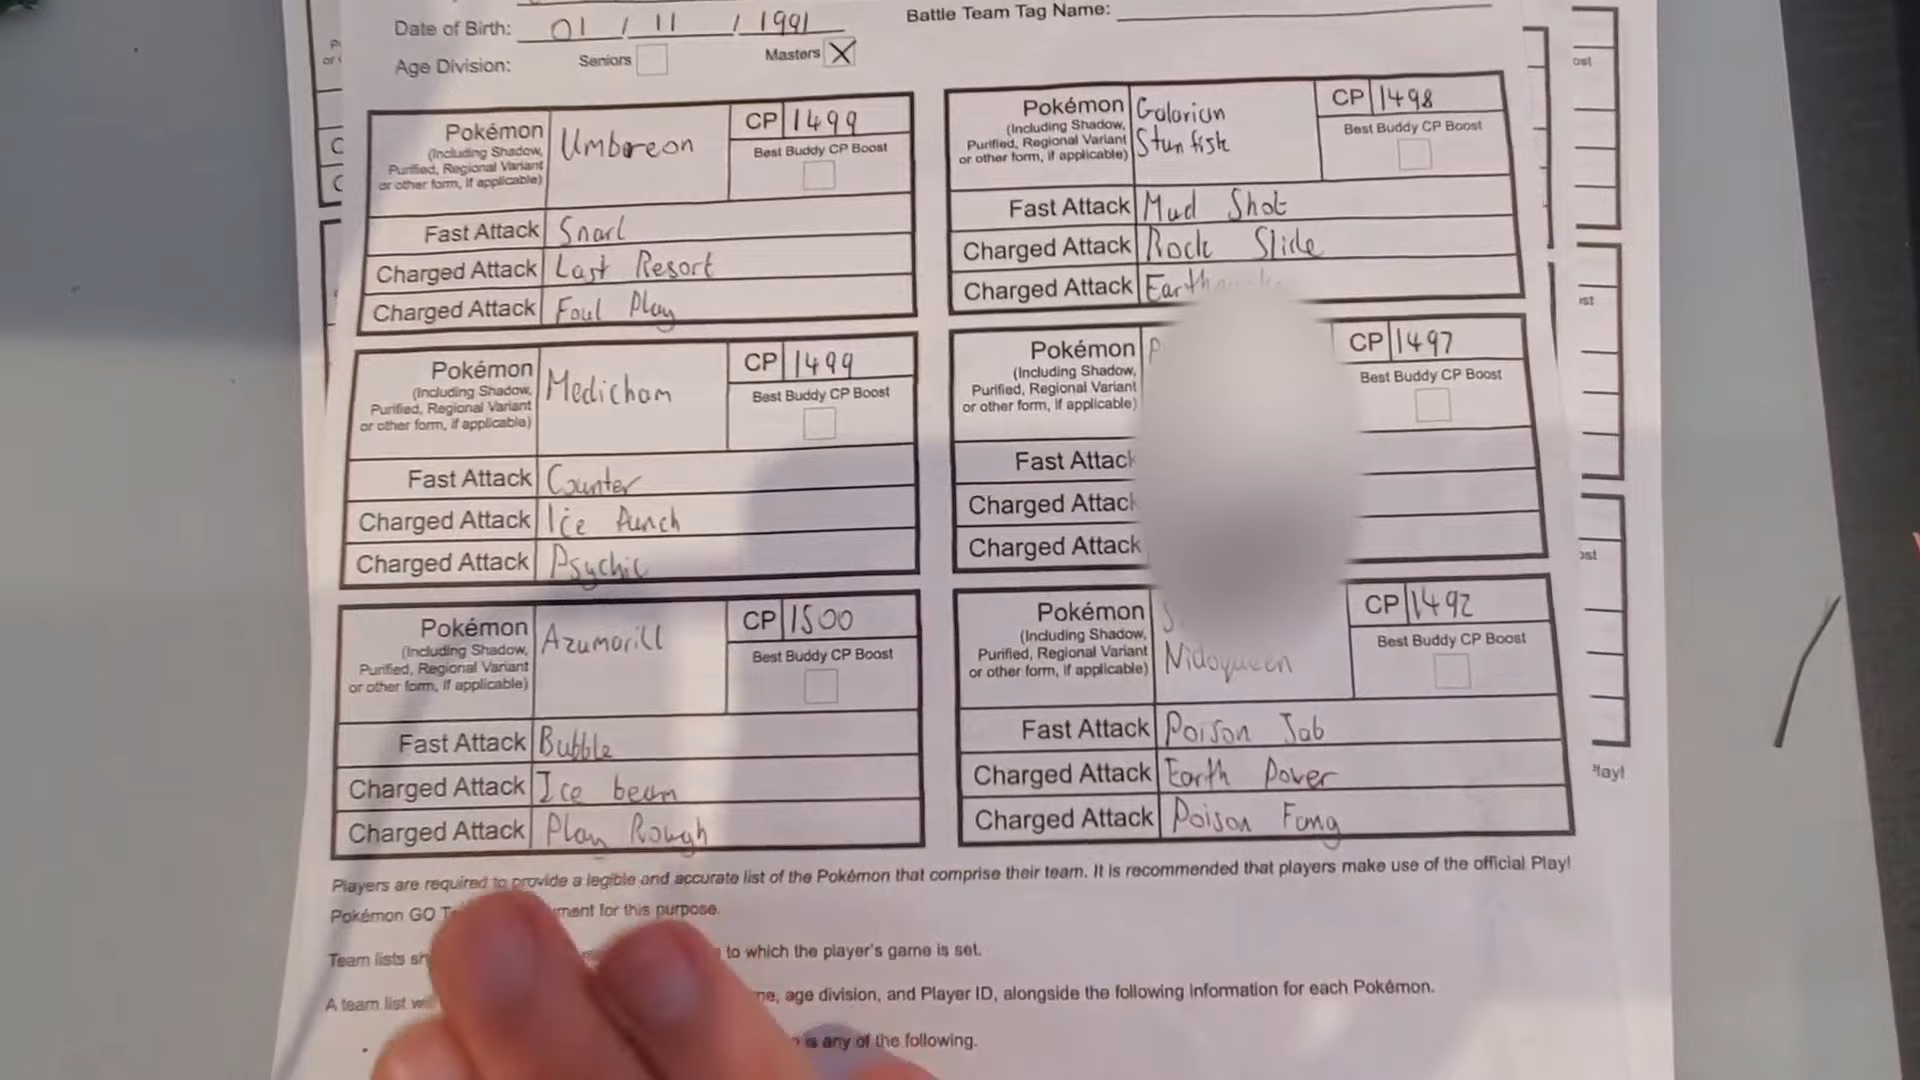 Date of Birth: 01 / 11 / 1991
Battle Team Tag Name:
Age Division: Seniors Masters X
Pokémon
(Including Shadow,
Purified, Regional Variant
or other form, if applicable)
Umbreon
CP 1499
Best Buddy CP Boost
Fast Attack Snarl
Charged Attack Last Resort
Charged Attack Foul Play
Pokémon
(Including Shadow,
Purified, Regional Variant
or other form, if applicable)
Medicham
CP 1499
Best Buddy CP Boost
Fast Attack Counter
Charged Attack Ice Punch
Charged Attack Psychic
Pokémon
(Including Shadow,
Purified, Regional Variant
or other form, if applicable)
Azumarill
CP 1500
Best Buddy CP Boost
Fast Attack Bubble
Charged Attack Ice beam
Charged Attack Play Rough
Pokémon
(Including Shadow,
Purified, Regional Variant
or other form, if applicable)
Galarian
Stunfisk
CP 1498
Best Buddy CP Boost
Fast Attack Mud Shot
Charged Attack Rock Slide
Charged Attack
Pokémon
(Including Shadow,
Purified, Regional Variant
or other form, if applicable)
CP 1497
Best Buddy CP Boost
Fast Attack
Charged Attack
Charged Attack
Pokémon
(Including Shadow,
Purified, Regional Variant
or other form, if applicable)
Nidoqueen
CP 1492
Best Buddy CP Boost
Fast Attack Poison Jab
Charged Attack Earth Power
Charged Attack Poison Fang
Players are required to provide a legible and accurate list of the Pokémon that comprise their team. It is recommended that players make use of the official Play!
Pokémon GO for this purpose.
Team lists to which the player's game is set.
A team list age division, and Player ID, alongside the following information for each Pokémon.
is any of the following.